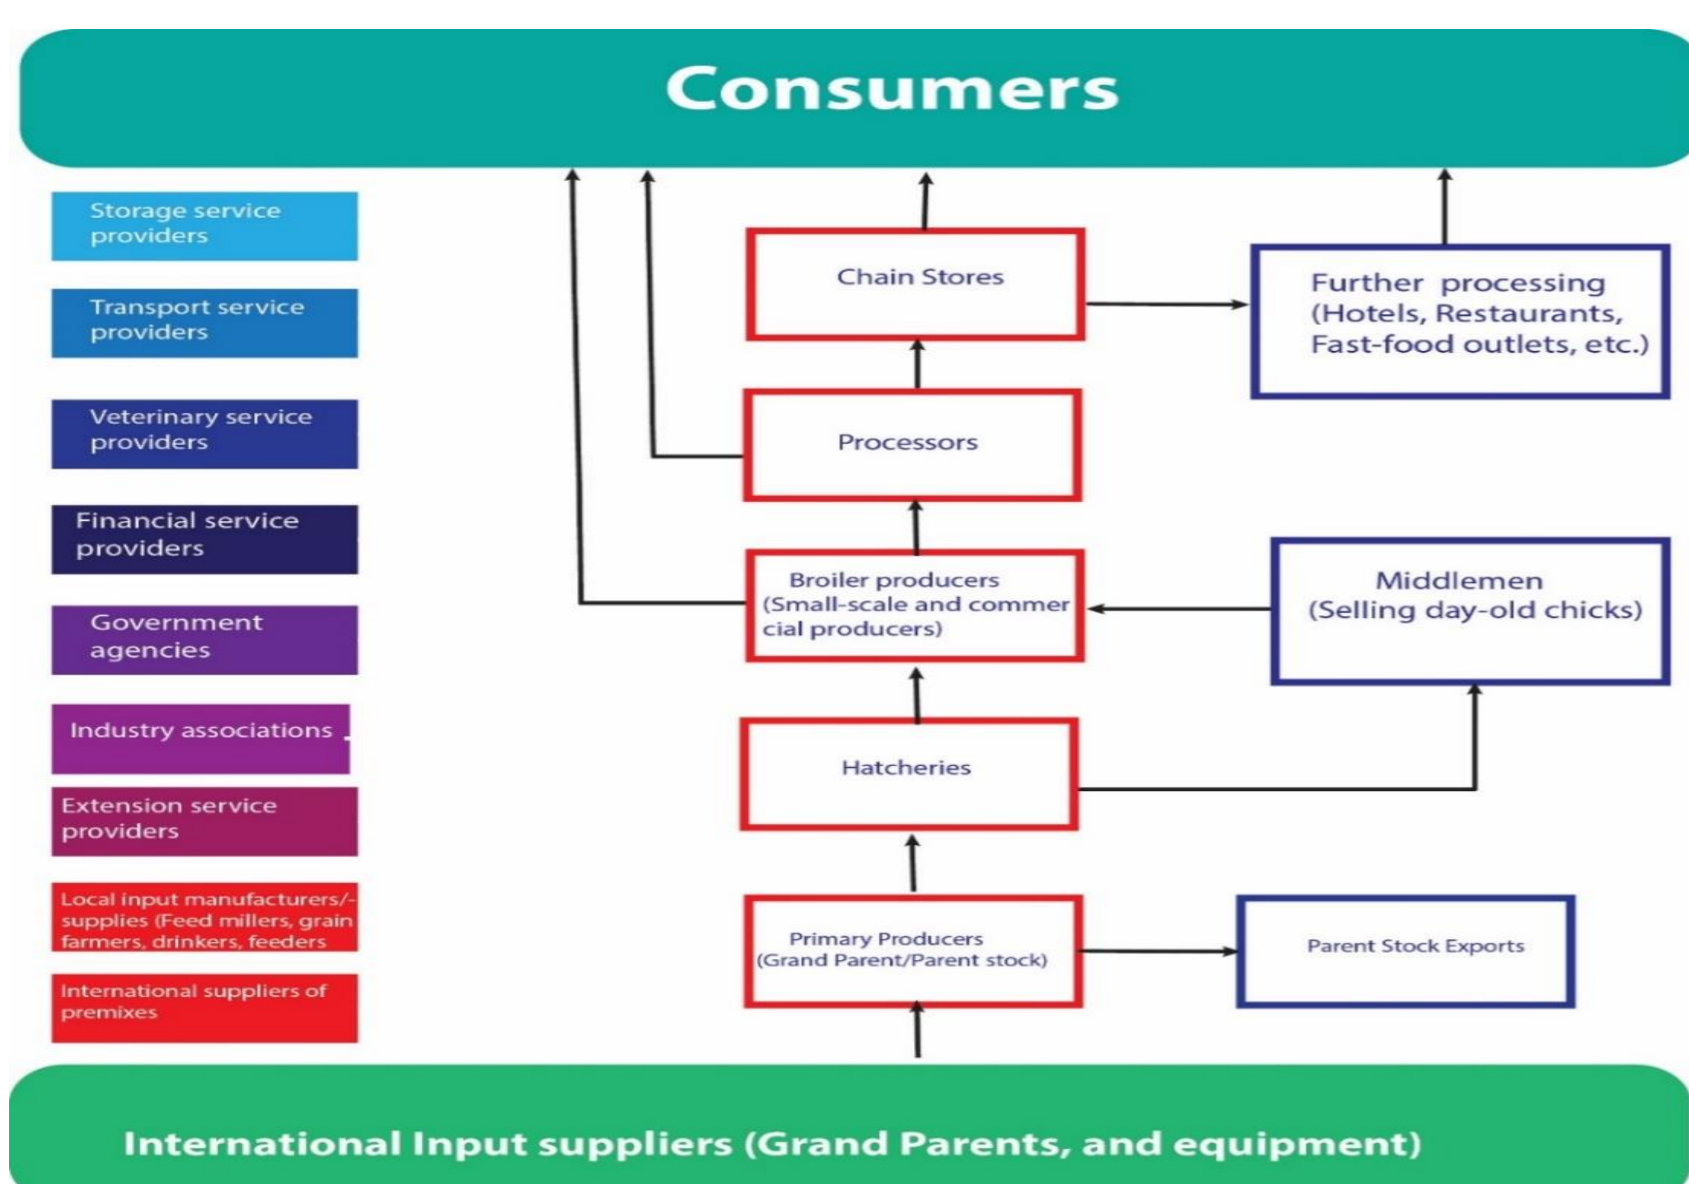 Consumers
Storage service
providers
Transport service
providers
Veterinary service
providers
Financial service
providers
Government
agencies
Industry associations .
Extension service
providers
Local input manufacturers/-
supplies (Feed millers, grain
farmers, drinkers, feeders
International suppliers of
premixes
Chain Stores
Further processing
(Hotels, Restaurants,
Fast-food outlets, etc.)
Processors
Broiler producers
(Small-scale and commer
cial producers)
Middlemen
(Selling day-old chicks)
Hatcheries
Primary Producers
(Grand Parent/Parent stock)
Parent Stock Exports
International Input suppliers (Grand Parents, and equipment)